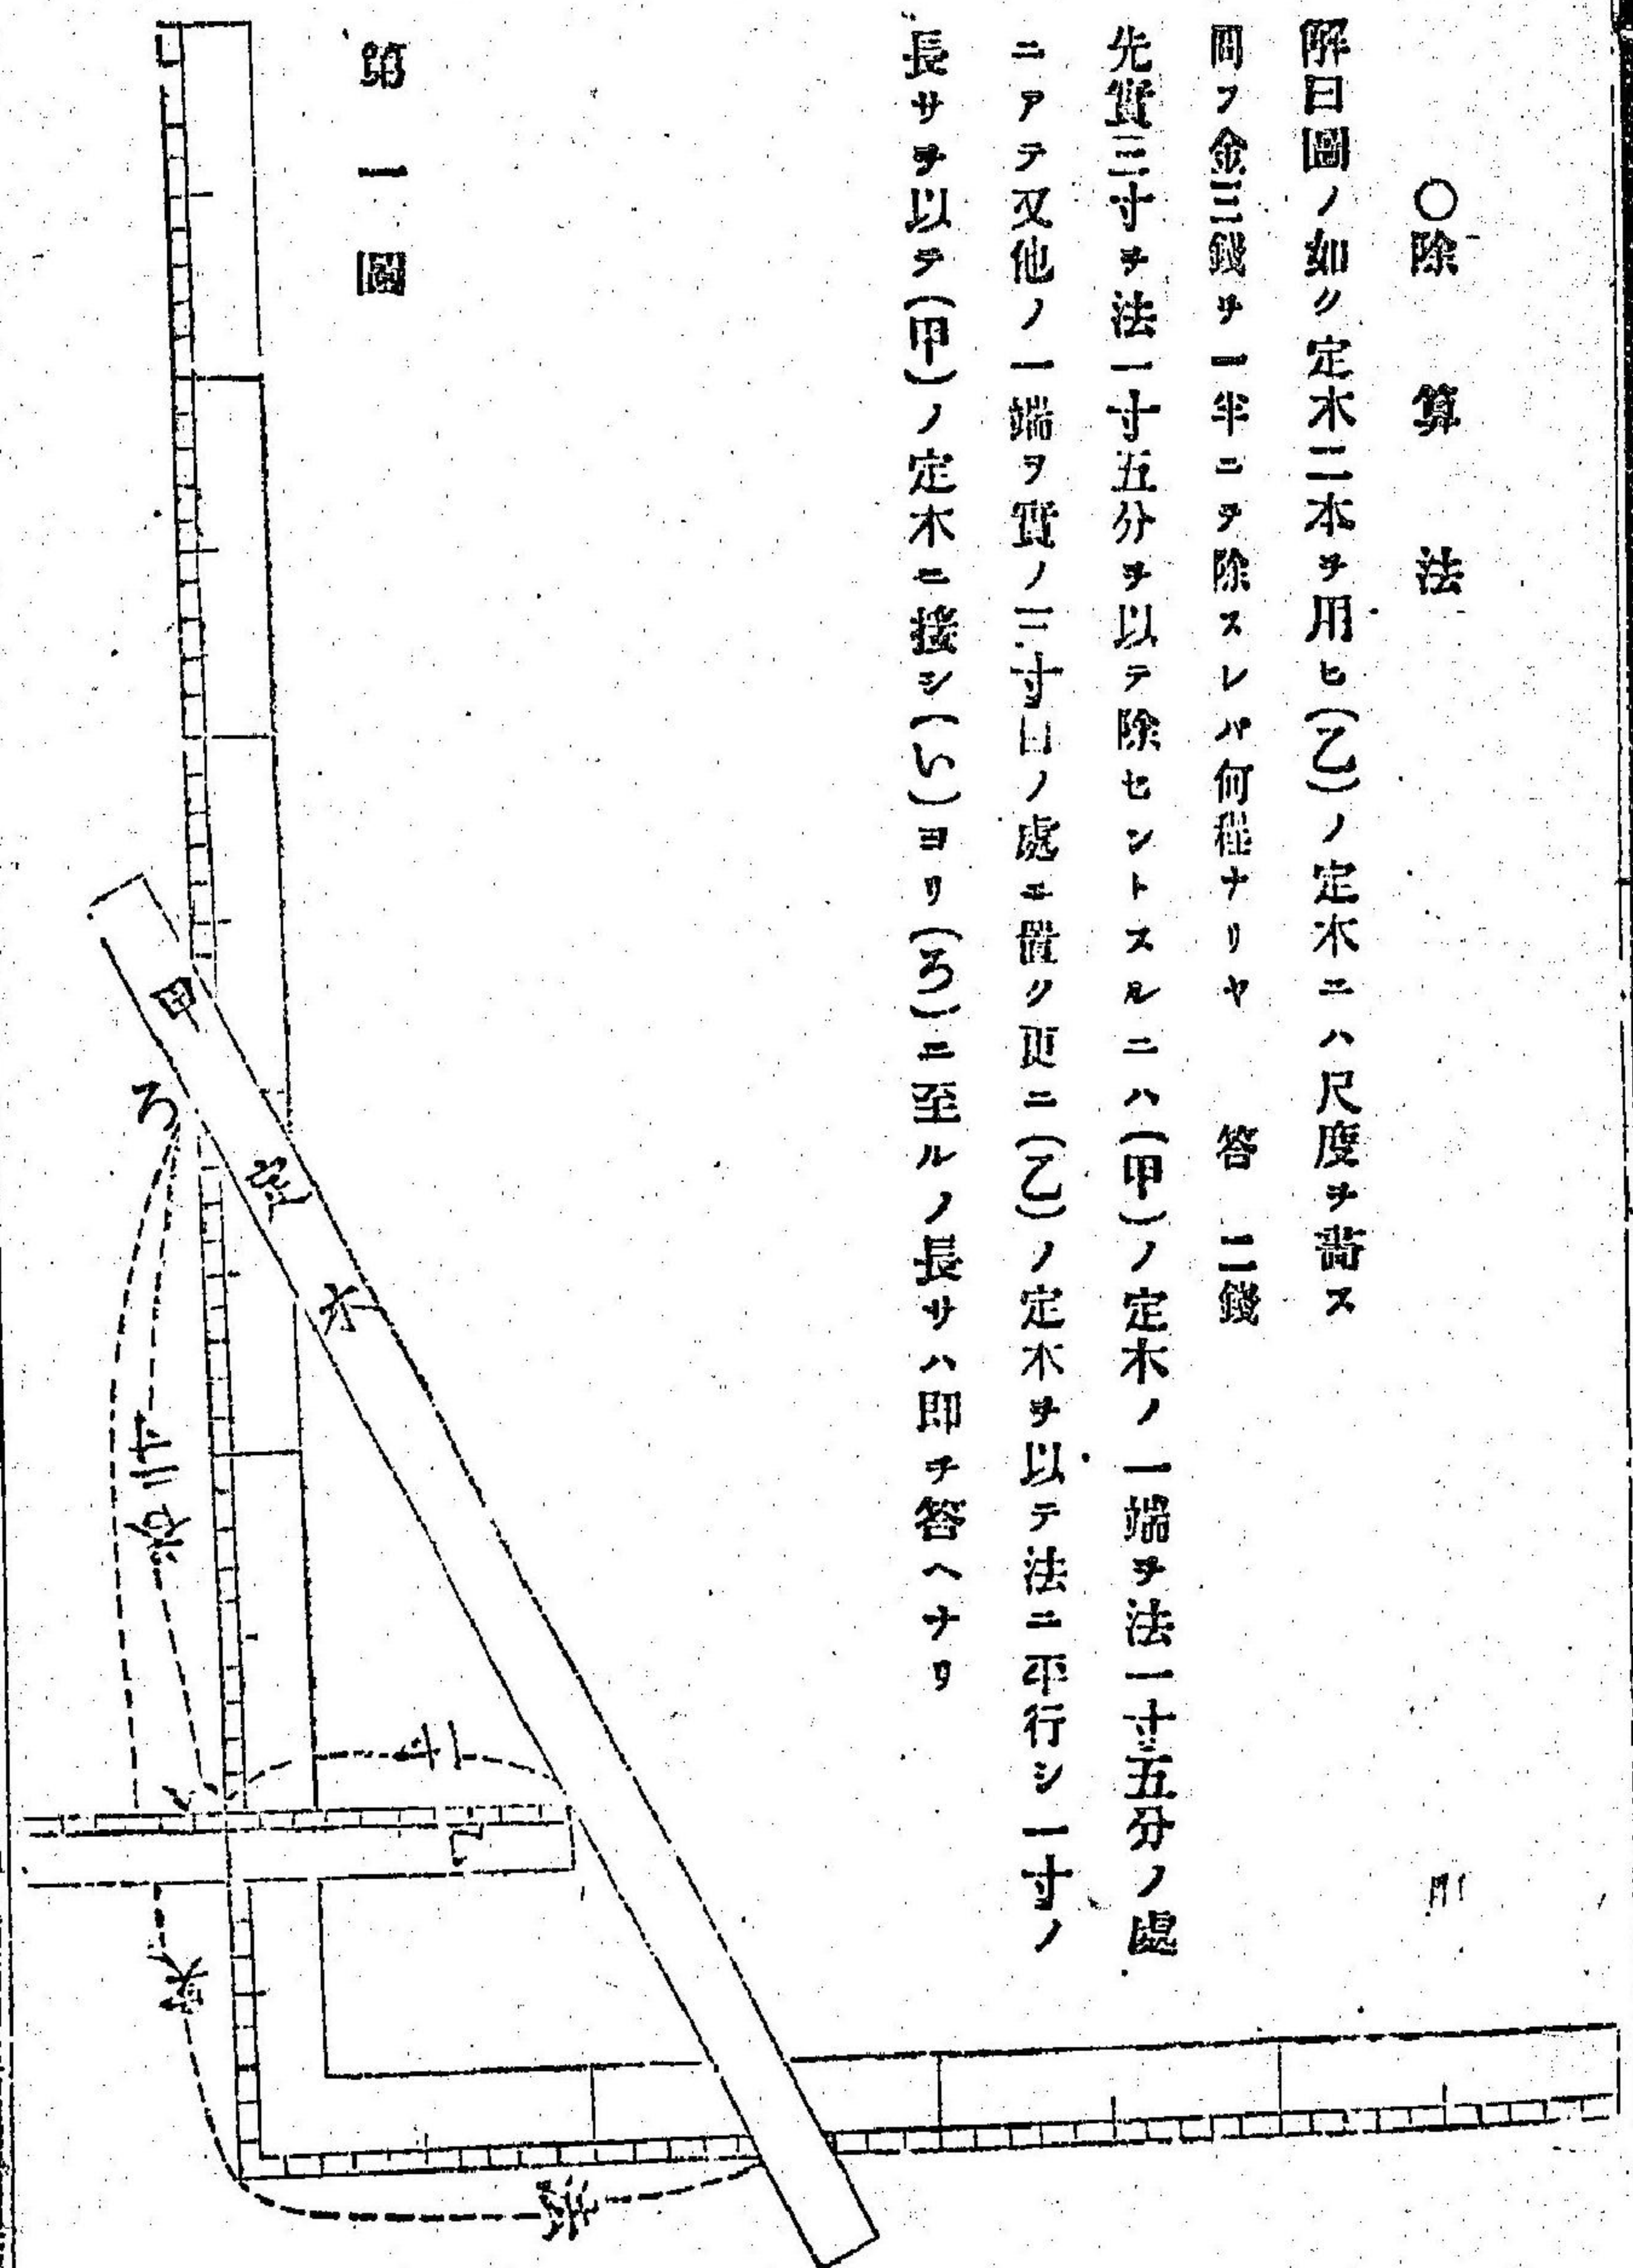 〇除算法
解曰圖ノ如ク定木二本ヲ用ヒ(乙)ノ定木ニハ尺度ヲ畵ス
問フ金三錢ヲ一半ニテ除スレバ何程ナリヤ 答 二錢
先實三寸ヲ法一寸五分ヲ以テ除セントスルニハ(甲)ノ定木ノ一端ヲ法一寸五分ノ處
ニアテ又他ノ一端ヲ實ノ三寸目ノ處エ置ク更ニ(乙)ノ定木ヲ以テ法ニ平行シ一寸ノ
長サヲ以テ(甲)ノ定木ニ接シ(い)ヨリ(ろ)ニ至ルノ長サハ即チ答ヘナリ
第一圖
甲定木
ろ
い
乙
一寸
法